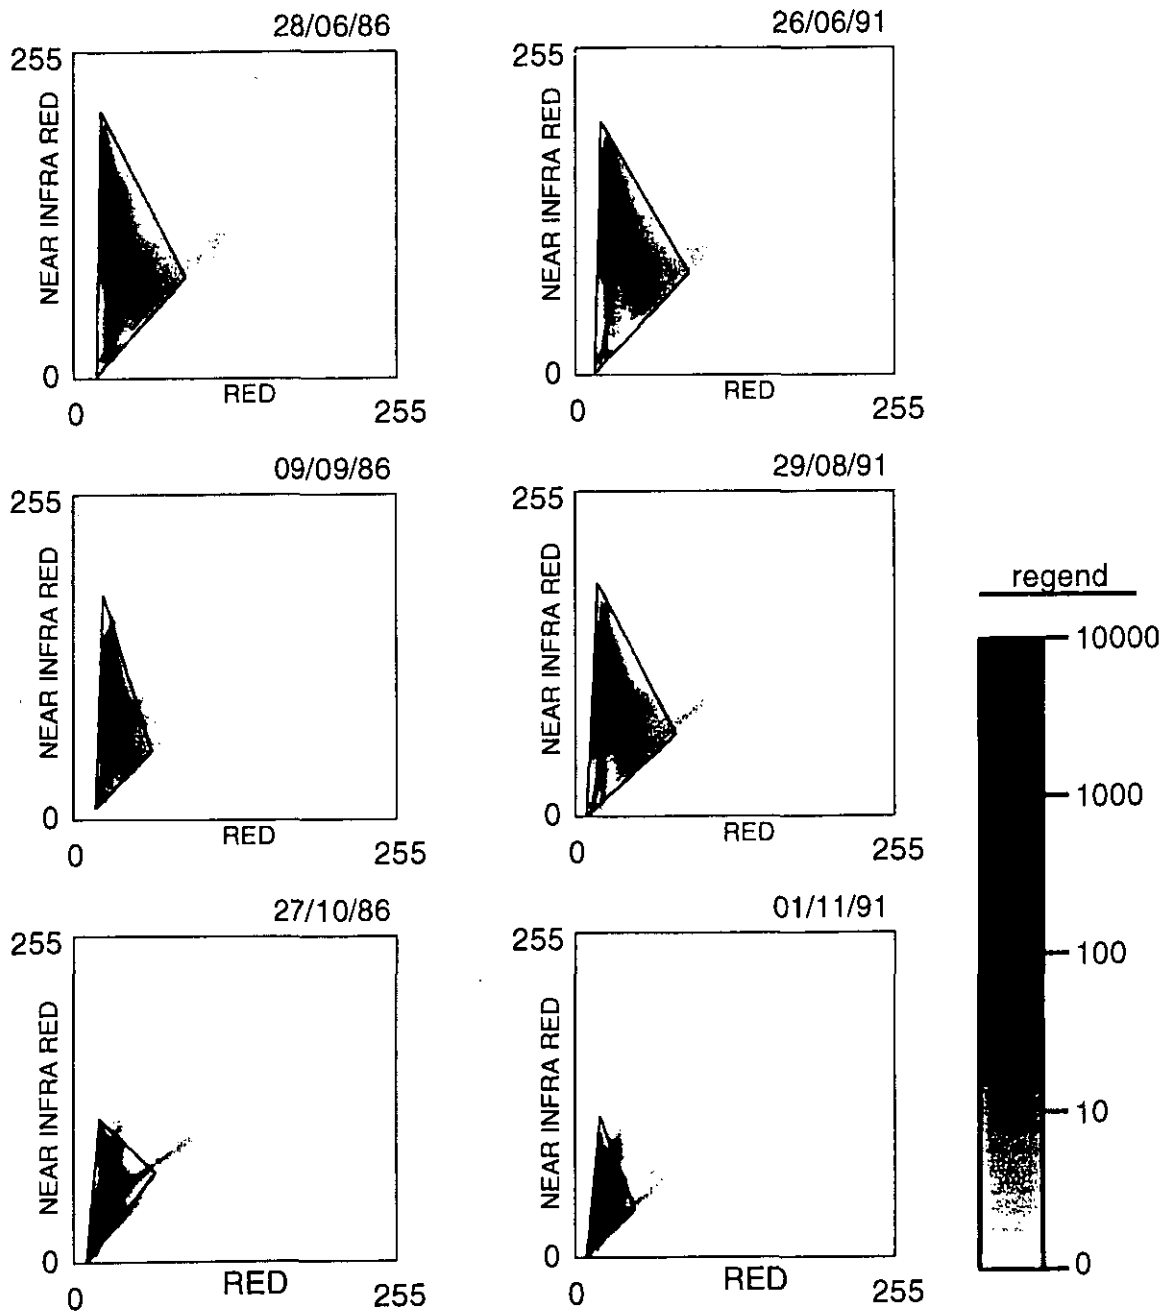 28/06/86
255
NEAR INFRA RED
0
RED
0
255
26/06/91
255
NEAR INFRA RED
0
RED
0
255
09/09/86
255
NEAR INFRA RED
0
RED
0
255
29/08/91
255
NEAR INFRA RED
0
RED
0
255
27/10/86
255
NEAR INFRA RED
0
RED
0
255
01/11/91
255
NEAR INFRA RED
0
RED
0
255
regend
10000
1000
100
10
0